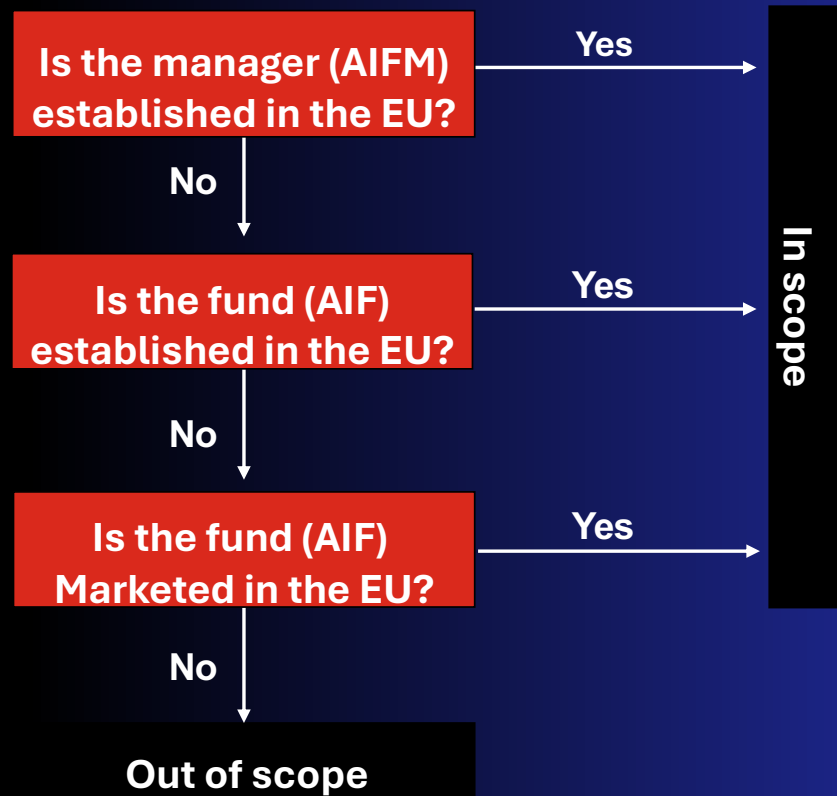 Is the manager (AIFM)
established in the EU?
Yes
No
Is the fund (AIF)
established in the EU?
Yes
No
Is the fund (AIF)
Marketed in the EU?
Yes
No
Out of scope
In scope